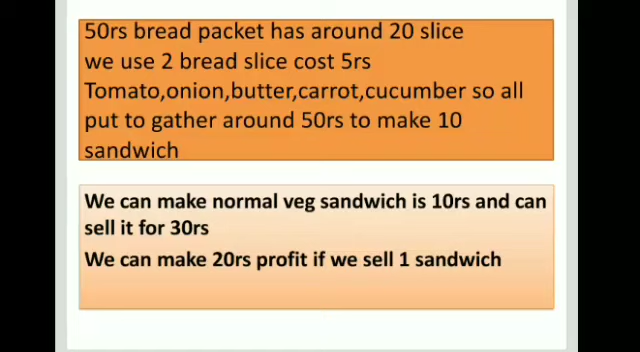 50rs bread packet has around 20 slice
we use 2 bread slice cost 5rs
Tomato,onion,butter,carrot,cucumber so all
put to gather around 50rs to make 10
sandwich
We can make normal veg sandwich is 10rs and can
sell it for 30rs
We can make 20rs profit if we sell 1 sandwich